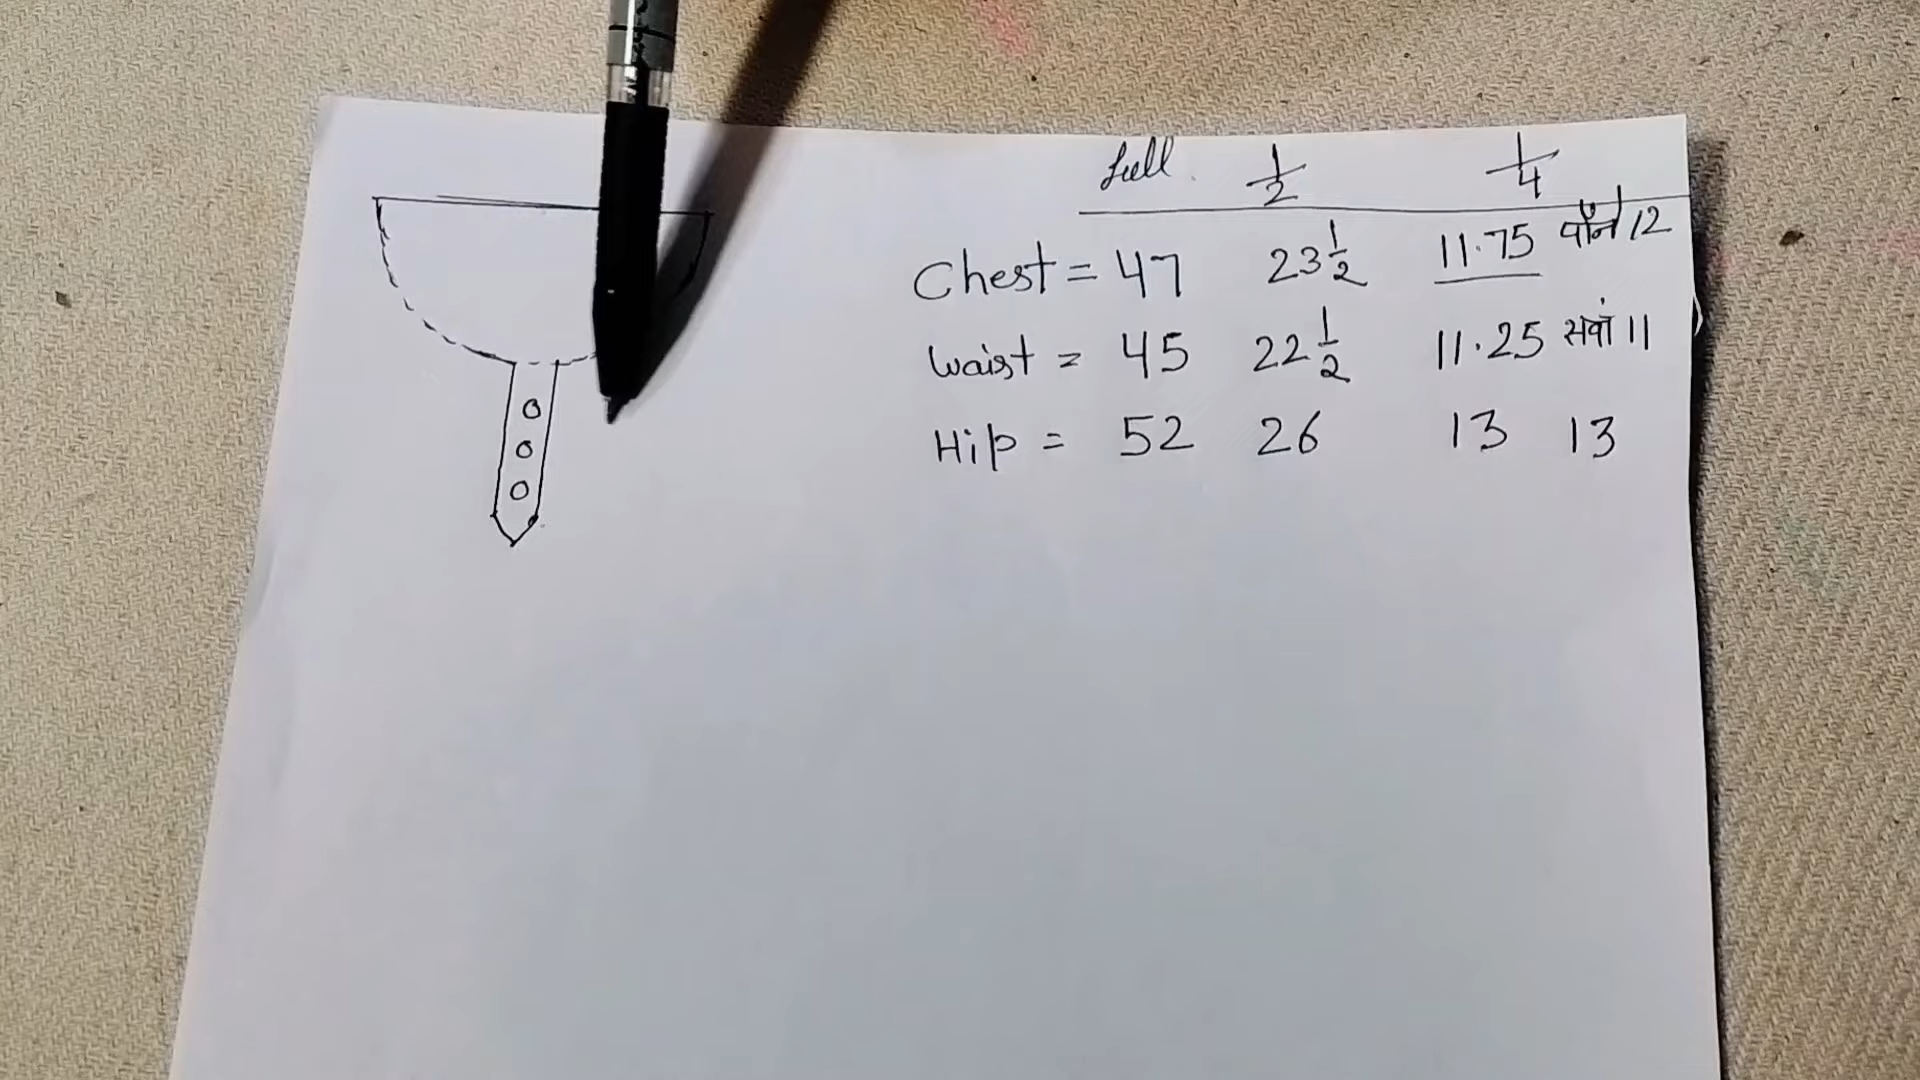 full. 1/2 1/4
Chest = 47 23 1/2 11.75 पौने 12
Waist = 45 22 1/2 11.25 सवा 11
Hip = 52 26 13 13